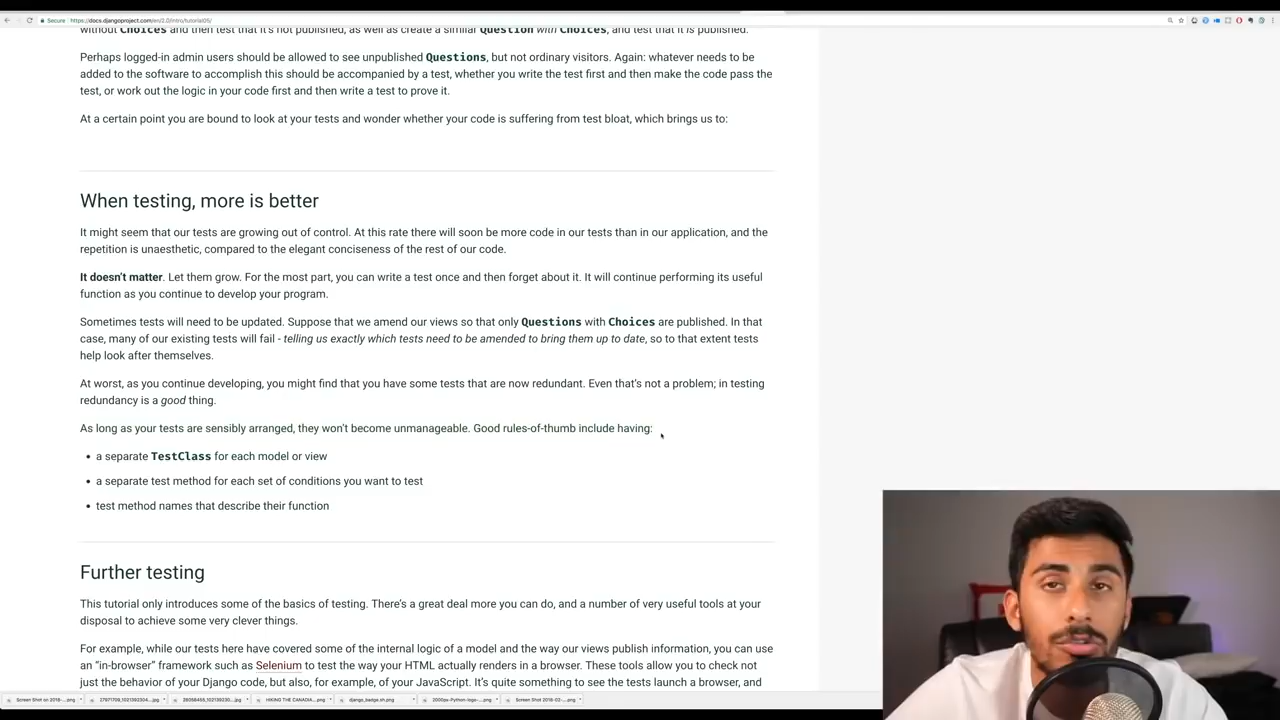 Secure https://docs.djangoproject.com/en/2.0/intro/tutorial05/
without Choices and then test that it's not published, as well as create a similar Question with Choices, and test that it is published.
Perhaps logged-in admin users should be allowed to see unpublished Questions, but not ordinary visitors. Again: whatever needs to be
added to the software to accomplish this should be accompanied by a test, whether you write the test first and then make the code pass the
test, or work out the logic in your code first and then write a test to prove it.
At a certain point you are bound to look at your tests and wonder whether your code is suffering from test bloat, which brings us to:
When testing, more is better
It might seem that our tests are growing out of control. At this rate there will soon be more code in our tests than in our application, and the
repetition is unaesthetic, compared to the elegant conciseness of the rest of our code.
It doesn't matter. Let them grow. For the most part, you can write a test once and then forget about it. It will continue performing its useful
function as you continue to develop your program.
Sometimes tests will need to be updated. Suppose that we amend our views so that only Questions with Choices are published. In that
case, many of our existing tests will fail - telling us exactly which tests need to be amended to bring them up to date, so to that extent tests
help look after themselves.
At worst, as you continue developing, you might find that you have some tests that are now redundant. Even that's not a problem; in testing
redundancy is a good thing.
As long as your tests are sensibly arranged, they won't become unmanageable. Good rules-of-thumb include having:
• a separate TestClass for each model or view
• a separate test method for each set of conditions you want to test
• test method names that describe their function
Further testing
This tutorial only introduces some of the basics of testing. There's a great deal more you can do, and a number of very useful tools at your
disposal to achieve some very clever things.
For example, while our tests here have covered some of the internal logic of a model and the way our views publish information, you can use
an "in-browser" framework such as Selenium to test the way your HTML actually renders in a browser. These tools allow you to check not
just the behavior of your Django code, but also, for example, of your JavaScript. It's quite something to see the tests launch a browser, and
HIKING THE CANADIA....png